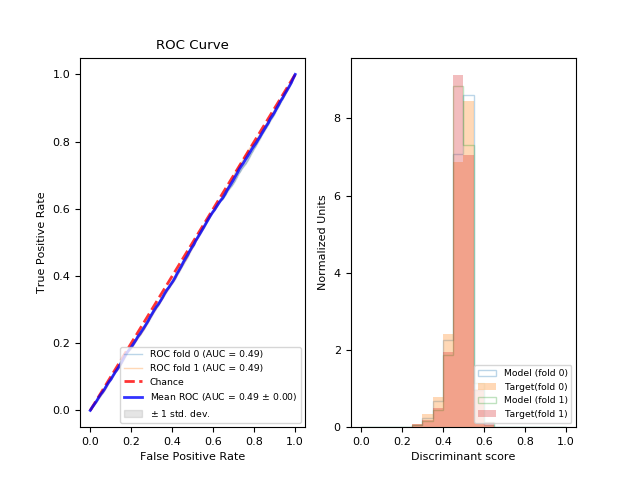 ROC Curve
True Positive Rate
1.0
0.8
0.6
0.4
0.2
0.0
ROC fold 0 (AUC = 0.49)
ROC fold 1 (AUC = 0.49)
Chance
Mean ROC (AUC = 0.49 ± 0.00)
± 1 std. dev.
0.0 0.2 0.4 0.6 0.8 1.0
False Positive Rate
Normalized Units
8
6
4
2
0
Model (fold 0)
Target(fold 0)
Model (fold 1)
Target(fold 1)
0.0 0.2 0.4 0.6 0.8 1.0
Discriminant score